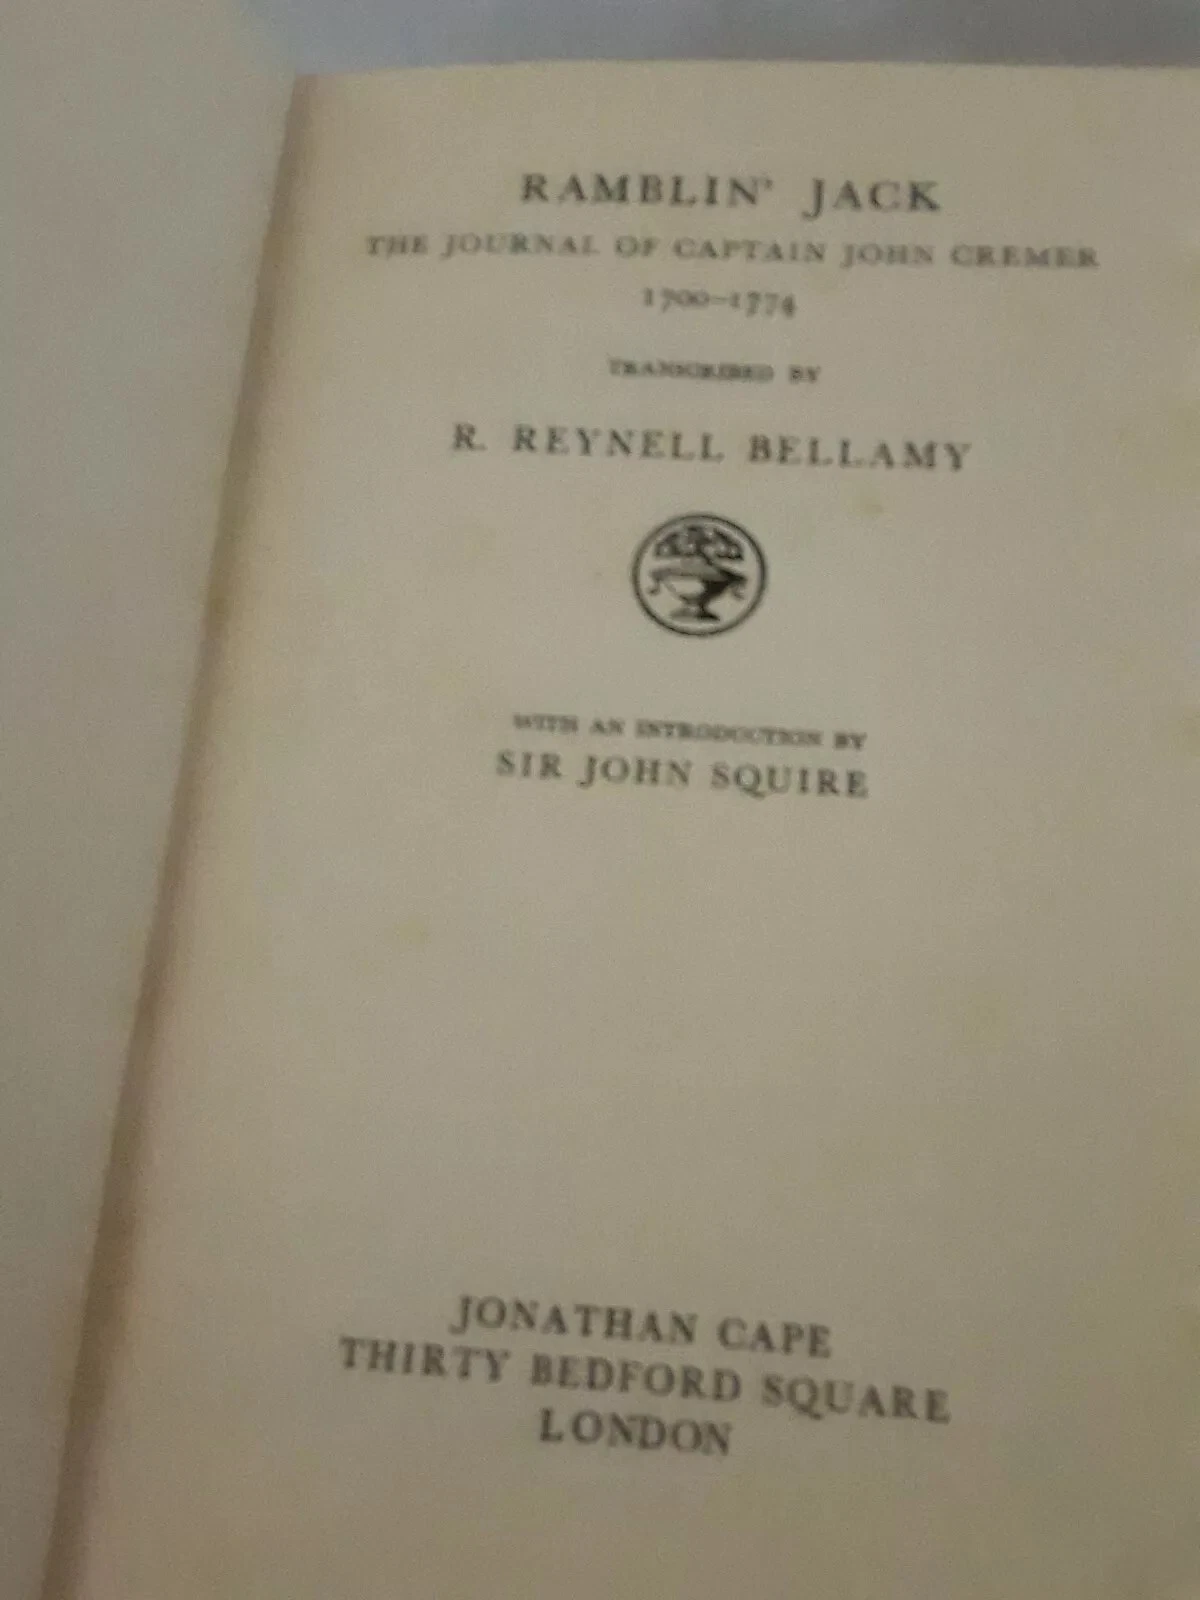 RAMBLIN' JACK
THE JOURNAL OF CAPTAIN JOHN CREMER
1700–1774
TRANSCRIBED BY
R. REYNELL BELLAMY
WITH AN INTRODUCTION BY
SIR JOHN SQUIRE
JONATHAN CAPE
THIRTY BEDFORD SQUARE
LONDON